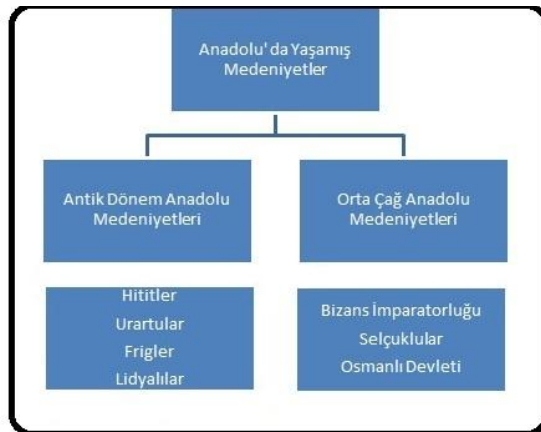 Anadolu'da Yaşamış
Medeniyetler
Antik Dönem Anadolu
Medeniyetleri
Orta Çağ Anadolu
Medeniyetleri
Hititler
Urartular
Frigler
Lidyalılar
Bizans İmparatorluğu
Selçuklular
Osmanlı Devleti